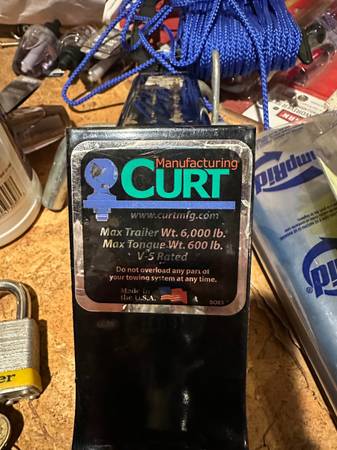 Manufacturing
CURT
www.curtmfg.com
Max Trailer Wt. 6,000 lb.
Max Tongue Wt. 600 lb.
V-5 Rated
Do not overload any part of
your towing system at any time.
Made in
the U.S.A.